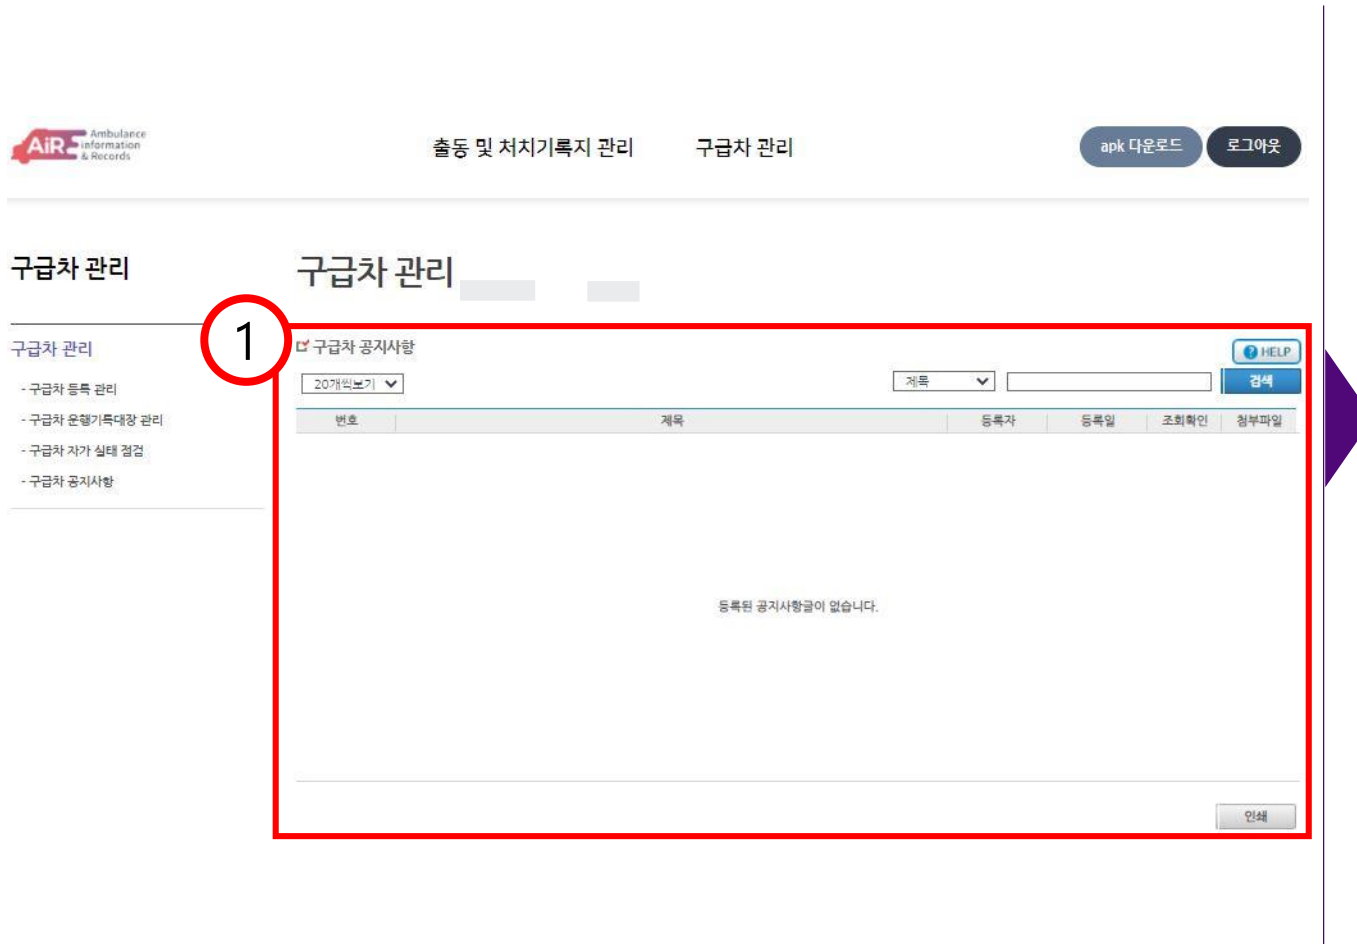 AiR
Ambulance
information
& Records
출동 및 처치기록지 관리
구급차 관리
apk 다운로드
로그아웃
구급차 관리
구급차 관리
- 구급차 등록 관리
- 구급차 운행기록대장 관리
- 구급차 자가 실태 점검
- 구급차 공지사항
구급차 관리
1
구급차 공지사항
? HELP
20개씩보기
제목
검색
번호 제목 등록자 등록일 조회확인 첨부파일
등록된 공지사항글이 없습니다.
인쇄